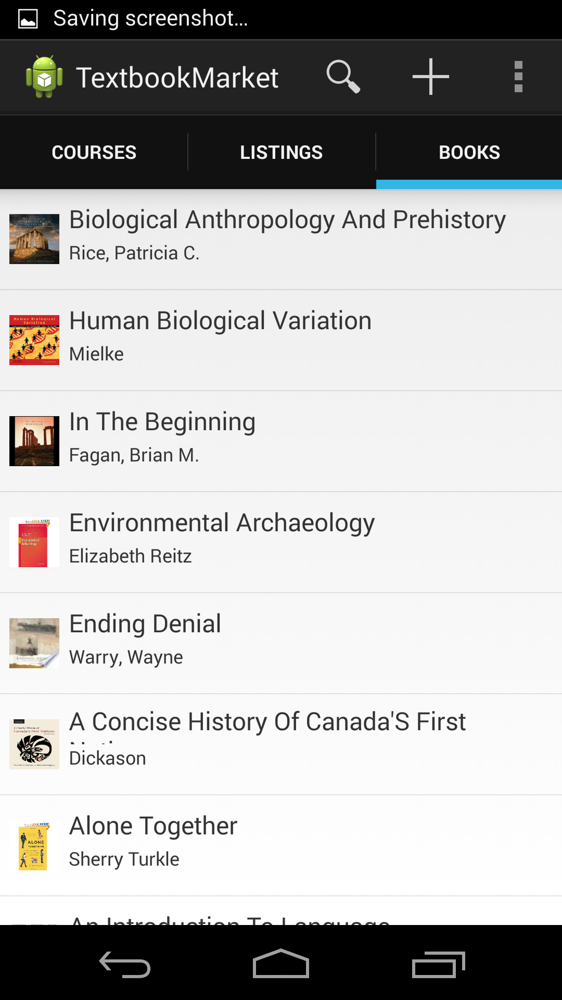 Saving screenshot...
TextbookMarket
COURSES
LISTINGS
BOOKS
Biological Anthropology And Prehistory
Rice, Patricia C.
Human Biological Variation
Mielke
In The Beginning
Fagan, Brian M.
Environmental Archaeology
Elizabeth Reitz
Ending Denial
Warry, Wayne
A Concise History Of Canada'S First
Dickason
Alone Together
Sherry Turkle
An Introduction To Language